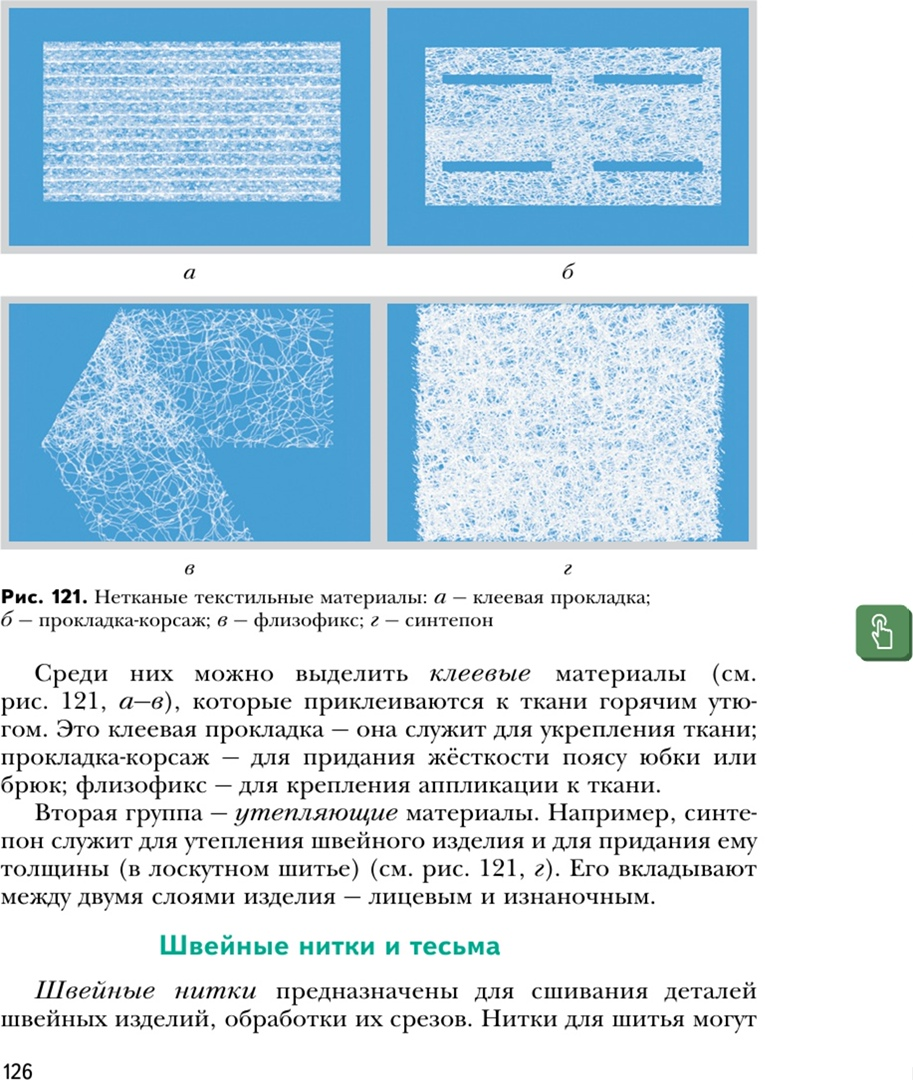 а
б
в
г
Рис. 121. Нетканые текстильные материалы: а — клеевая прокладка;
б — прокладка-корсаж; в — флизофикс; г — синтепон
Среди них можно выделить клеевые материалы (см.
рис. 121, а—в), которые приклеиваются к ткани горячим утю-
гом. Это клеевая прокладка — она служит для укрепления ткани;
прокладка-корсаж — для придания жёсткости поясу юбки или
брюк; флизофикс — для крепления аппликации к ткани.
Вторая группа — утепляющие материалы. Например, синте-
пон служит для утепления швейного изделия и для придания ему
толщины (в лоскутном шитье) (см. рис. 121, г). Его вкладывают
между двумя слоями изделия — лицевым и изнаночным.
Швейные нитки и тесьма
Швейные нитки предназначены для сшивания деталей
швейных изделий, обработки их срезов. Нитки для шитья могут
126